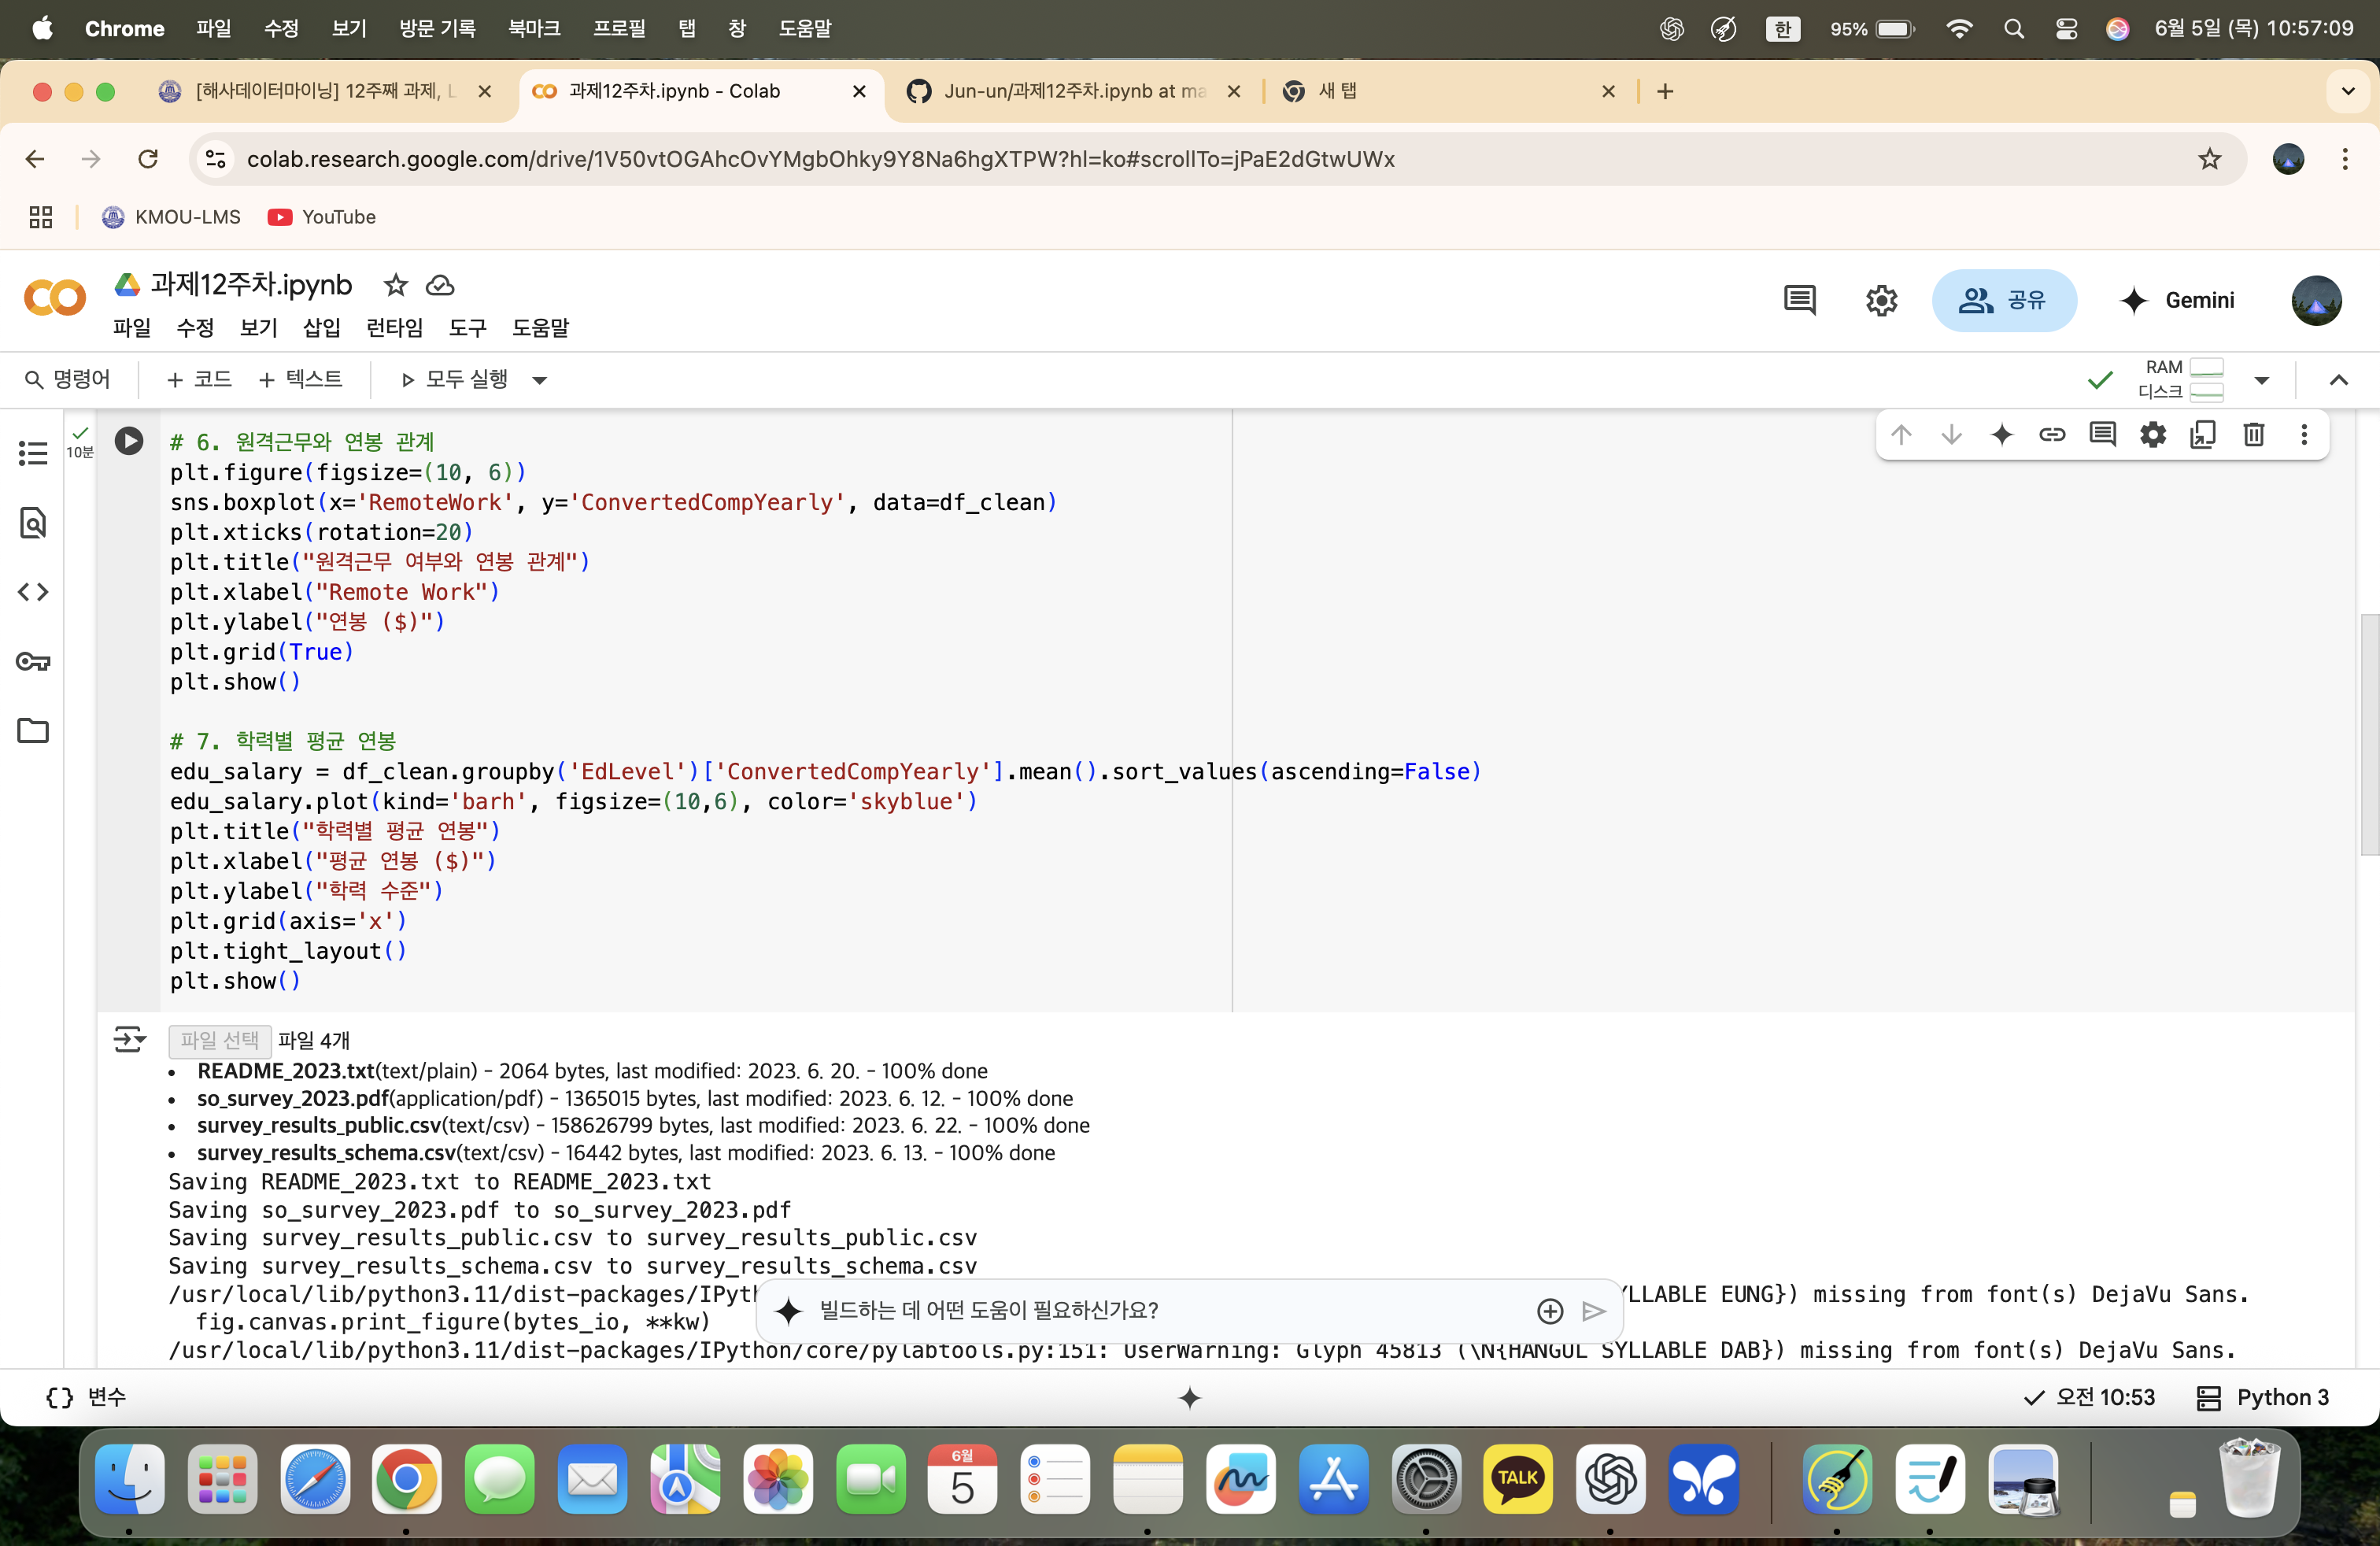 Chrome 파일 수정 보기 방문 기록 북마크 프로필 탭 창 도움말 한 95% 6월 5일 (목) 10:57:09
[해사데이터마이닝] 12주째 과제, L 과제12주차.ipynb - Colab Jun-un/과제12주차.ipynb at ma 새 탭
colab.research.google.com/drive/1V50vtOGAhcOvYMgbOhky9Y8Na6hgXTPW?hl=ko#scrollTo=jPaE2dGtwUWx
KMOU-LMS YouTube
과제12주차.ipynb
파일 수정 보기 삽입 런타임 도구 도움말
공유 Gemini
명령어 + 코드 + 텍스트 모두 실행
RAM
디스크
10분
# 6. 원격근무와 연봉 관계
plt.figure(figsize=(10, 6))
sns.boxplot(x='RemoteWork', y='ConvertedCompYearly', data=df_clean)
plt.xticks(rotation=20)
plt.title("원격근무 여부와 연봉 관계")
plt.xlabel("Remote Work")
plt.ylabel("연봉 ($)")
plt.grid(True)
plt.show()
# 7. 학력별 평균 연봉
edu_salary = df_clean.groupby('EdLevel')['ConvertedCompYearly'].mean().sort_values(ascending=False)
edu_salary.plot(kind='barh', figsize=(10,6), color='skyblue')
plt.title("학력별 평균 연봉")
plt.xlabel("평균 연봉 ($)")
plt.ylabel("학력 수준")
plt.grid(axis='x')
plt.tight_layout()
plt.show()
파일 선택 파일 4개
• README_2023.txt(text/plain) - 2064 bytes, last modified: 2023. 6. 20. - 100% done
• so_survey_2023.pdf(application/pdf) - 1365015 bytes, last modified: 2023. 6. 12. - 100% done
• survey_results_public.csv(text/csv) - 158626799 bytes, last modified: 2023. 6. 22. - 100% done
• survey_results_schema.csv(text/csv) - 16442 bytes, last modified: 2023. 6. 13. - 100% done
Saving README_2023.txt to README_2023.txt
Saving so_survey_2023.pdf to so_survey_2023.pdf
Saving survey_results_public.csv to survey_results_public.csv
Saving survey_results_schema.csv to survey_results_schema.csv
/usr/local/lib/python3.11/dist-packages/IPyth YLLABLE EUNG}) missing from font(s) DejaVu Sans.
빌드하는 데 어떤 도움이 필요하신가요?
fig.canvas.print_figure(bytes_io, **kw)
/usr/local/lib/python3.11/dist-packages/IPython/core/pylabtools.py:151: UserWarning: Glyph 45813 (\N{HANGUL SYLLABLE DAB}) missing from font(s) DejaVu Sans.
{} 변수 오전 10:53 Python 3
6월
5
TALK